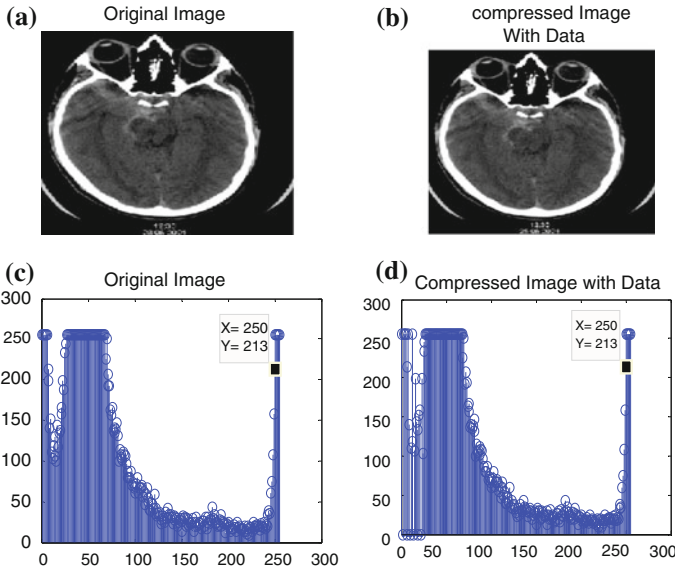 (a)
Original Image
(b)
compressed Image
With Data
(c)
Original Image
300
250
200
150
100
50
0
X= 250
Y= 213
0 50 100 150 200 250 300
(d)
Compressed Image with Data
300
250
200
150
100
50
0
X= 250
Y= 213
0 50 100 150 200 250 300